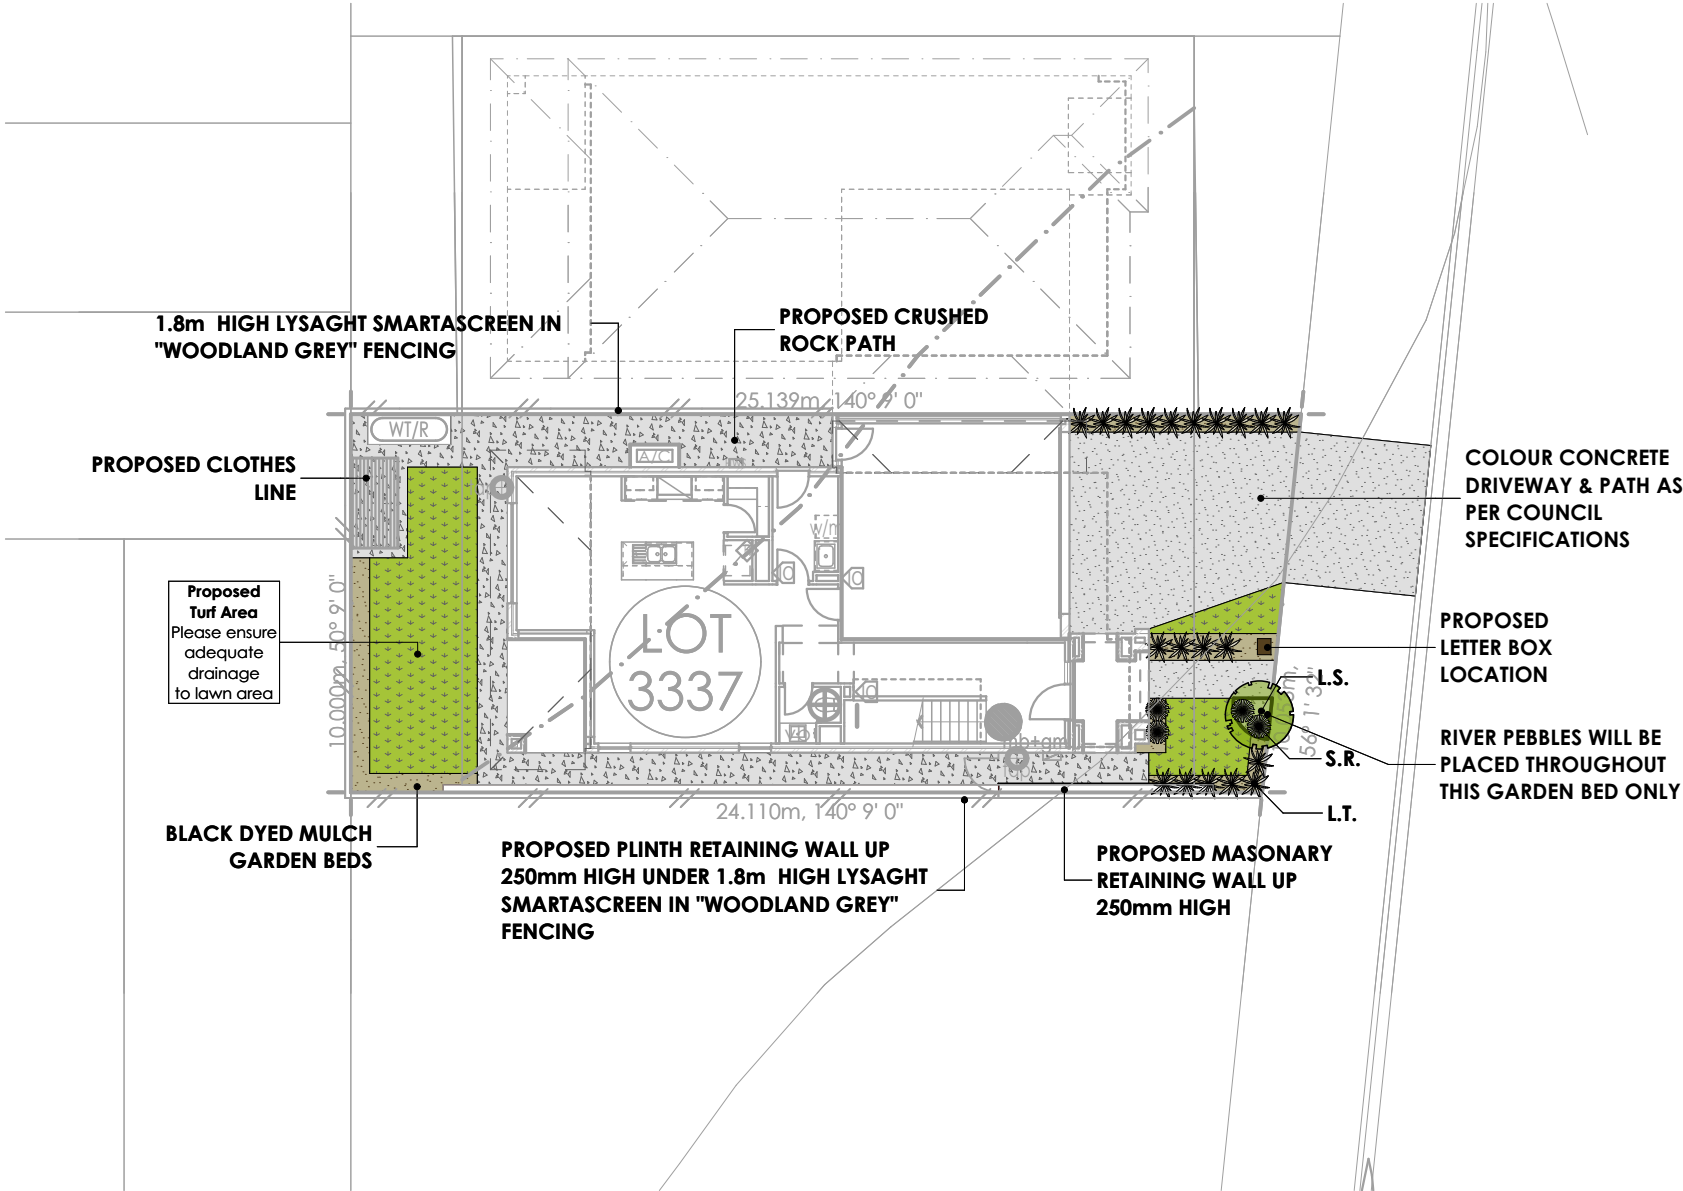 1.8m HIGH LYSAGHT SMARTASCREEN IN
"WOODLAND GREY" FENCING
PROPOSED CRUSHED
ROCK PATH
25.139m, 140° 9' 0"
WT/R
A/C
PROPOSED CLOTHES
LINE
COLOUR CONCRETE
DRIVEWAY & PATH AS
PER COUNCIL
SPECIFICATIONS
w/m
Proposed
Turf Area
Please ensure
adequate
drainage
to lawn area
10.000m, 50° 9' 0"
LOT
3337
PROPOSED
LETTER BOX
LOCATION
L.S.
56° 1' 32"
S.R.
RIVER PEBBLES WILL BE
PLACED THROUGHOUT
THIS GARDEN BED ONLY
L.T.
24.110m, 140° 9' 0"
BLACK DYED MULCH
GARDEN BEDS
PROPOSED PLINTH RETAINING WALL UP
250mm HIGH UNDER 1.8m HIGH LYSAGHT
SMARTASCREEN IN "WOODLAND GREY"
FENCING
PROPOSED MASONARY
RETAINING WALL UP
250mm HIGH